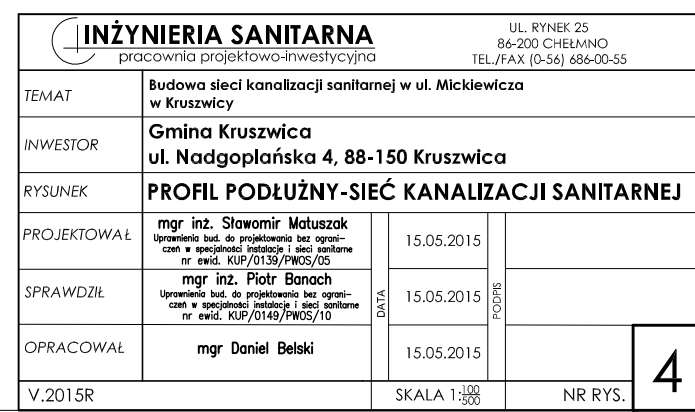 INŻYNIERIA SANITARNA
pracownia projektowo-inwestycyjna
UL. RYNEK 25
86-200 CHEŁMNO
TEL./FAX (0-56) 686-00-55
TEMAT
Budowa sieci kanalizacji sanitarnej w ul. Mickiewicza
w Kruszwicy
INWESTOR
Gmina Kruszwica
ul. Nadgoplańska 4, 88-150 Kruszwica
RYSUNEK
PROFIL PODŁUŻNY-SIEĆ KANALIZACJI SANITARNEJ
PROJEKTOWAŁ
mgr inż. Sławomir Matuszak
Uprawnienia bud. do projektowania bez ograni-
czeń w specjalności instalacje i sieci sanitarne
nr ewid. KUP/0139/PWOS/05
DATA
15.05.2015
PODPIS
SPRAWDZIŁ
mgr inż. Piotr Banach
Uprawnienia bud. do projektowania bez ograni-
czeń w specjalności instalacje i sieci sanitarne
nr ewid. KUP/0149/PWOS/10
15.05.2015
OPRACOWAŁ
mgr Daniel Belski
15.05.2015
V.2015R
SKALA 1:100/500
NR RYS.
4